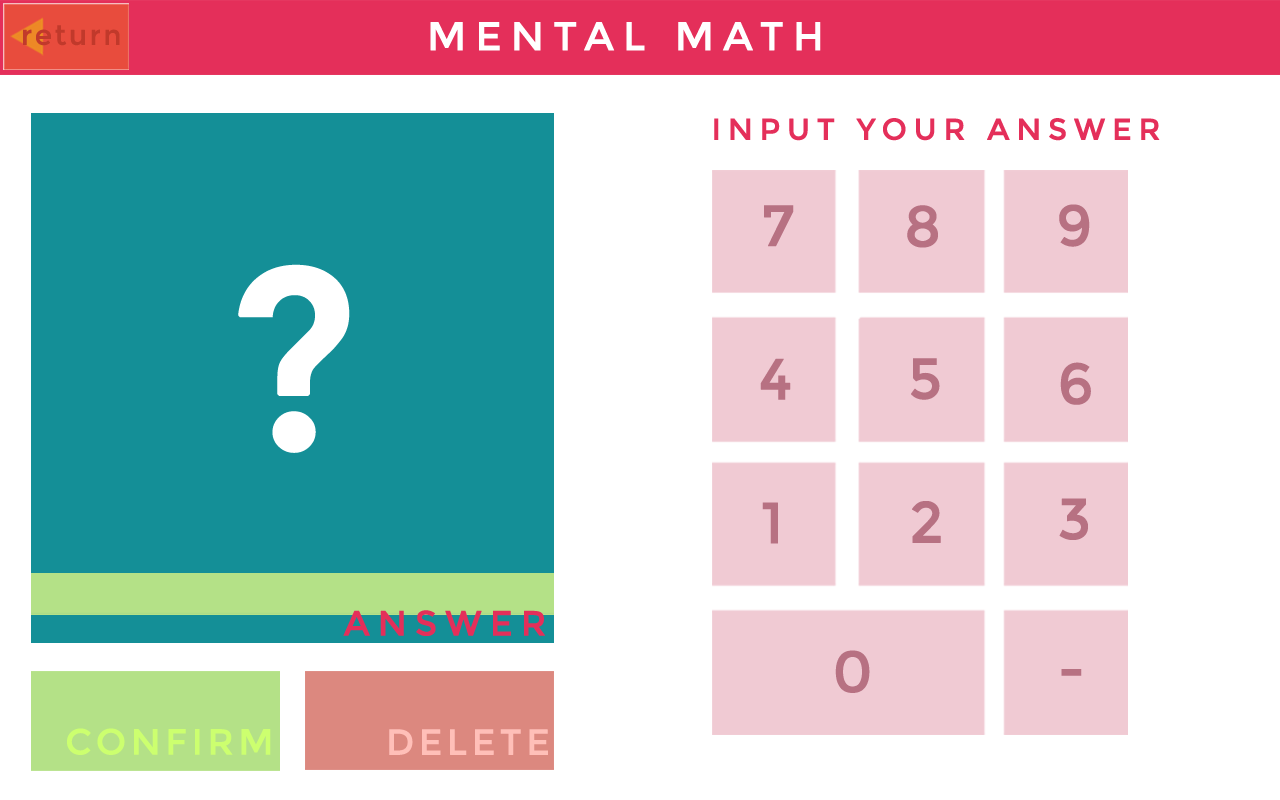 return
MENTAL MATH
?
ANSWER
CONFIRM
DELETE
INPUT YOUR ANSWER
7 8 9
4 5 6
1 2 3
0 -